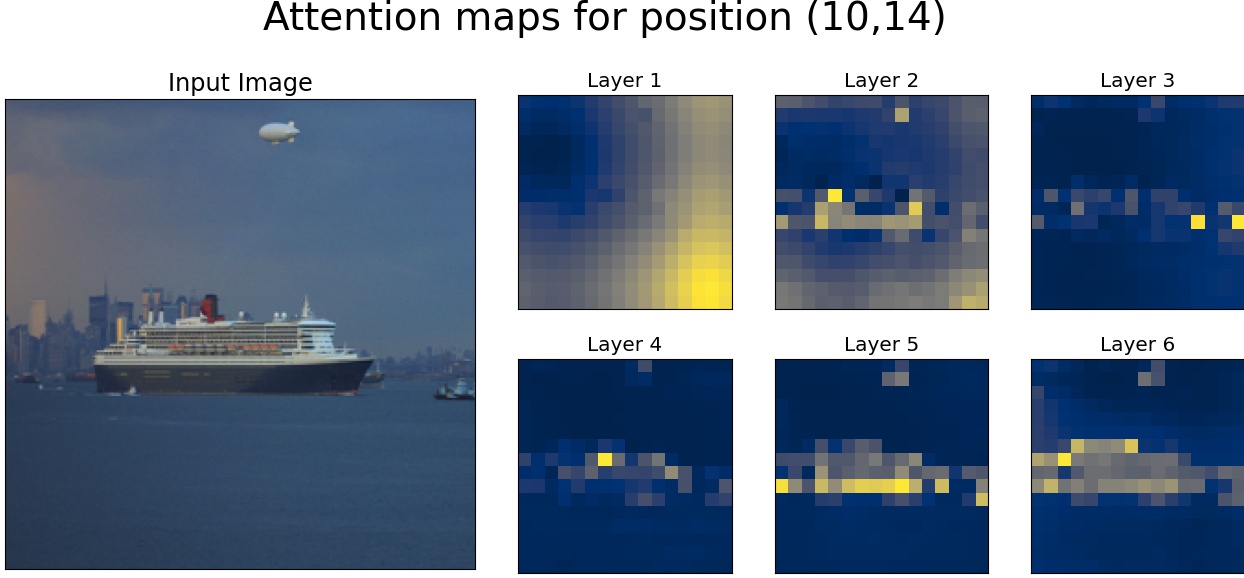 Attention maps for position (10,14)
Input Image
Layer 1
Layer 2
Layer 3
Layer 4
Layer 5
Layer 6